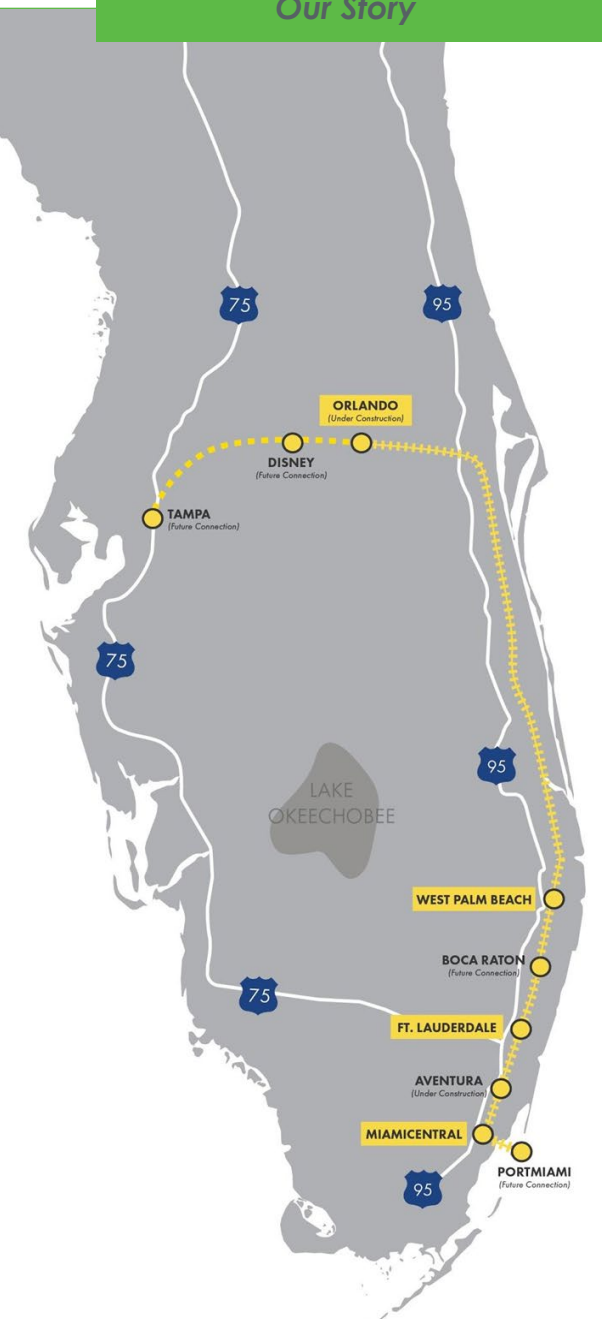 Our Story
75
95
ORLANDO
(Under Construction)
DISNEY
(Future Connection)
TAMPA
(Future Connection)
75
95
LAKE
OKEECHOBEE
WEST PALM BEACH
BOCA RATON
(Future Connection)
75
FT. LAUDERDALE
AVENTURA
(Under Construction)
MIAMICENTRAL
PORTMIAMI
(Future Connection)
95